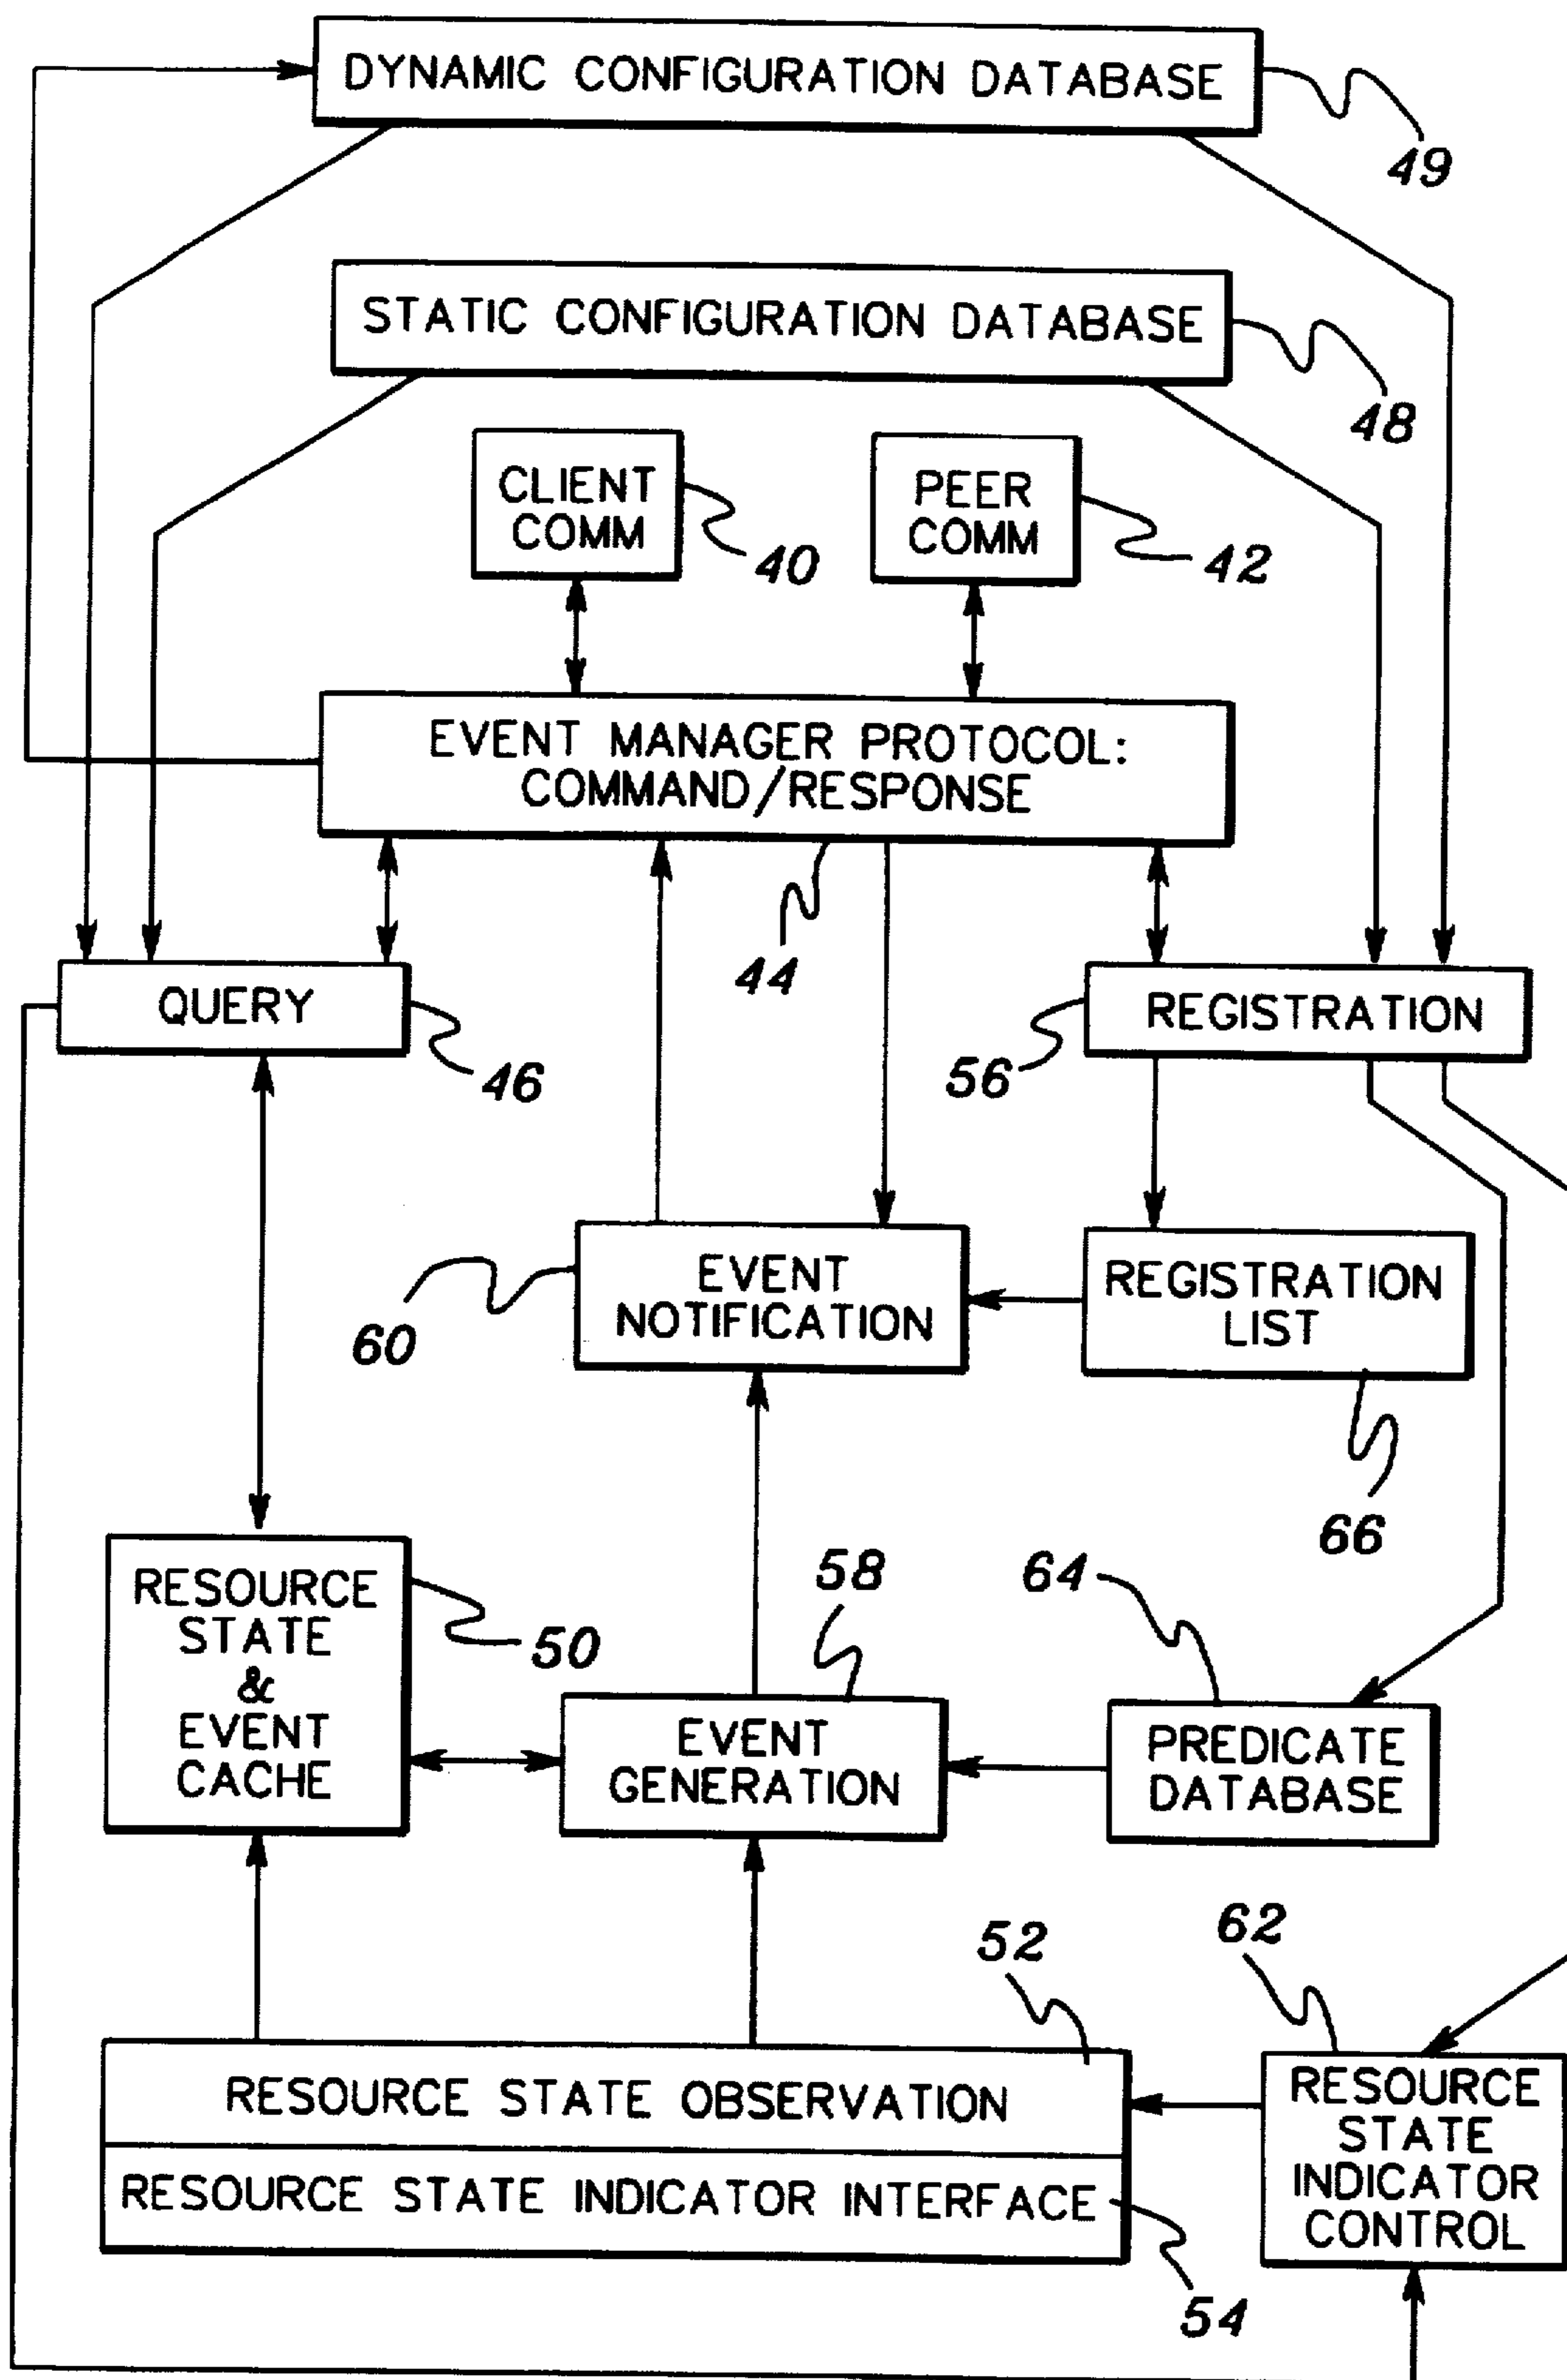 DYNAMIC CONFIGURATION DATABASE
49
STATIC CONFIGURATION DATABASE
48
CLIENT
COMM
40
PEER
COMM
42
EVENT MANAGER PROTOCOL:
COMMAND/RESPONSE
44
QUERY
46
REGISTRATION
56
EVENT
NOTIFICATION
60
REGISTRATION
LIST
66
RESOURCE
STATE
&
EVENT
CACHE
50
58
EVENT
GENERATION
64
PREDICATE
DATABASE
52
RESOURCE STATE OBSERVATION
RESOURCE STATE INDICATOR INTERFACE
54
62
RESOURCE
STATE
INDICATOR
CONTROL